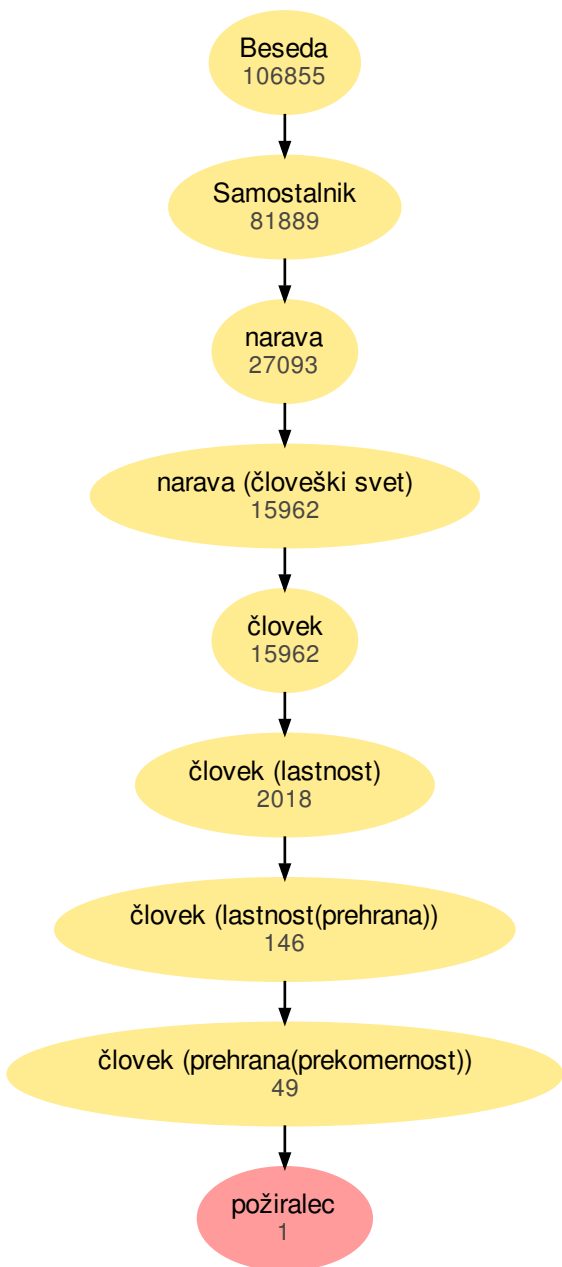 Beseda
106855
Samostalnik
81889
narava
27093
narava (človeški svet)
15962
človek
15962
človek (lastnost)
2018
človek (lastnost(prehrana))
146
človek (prehrana(prekomernost))
49
požiralec
1